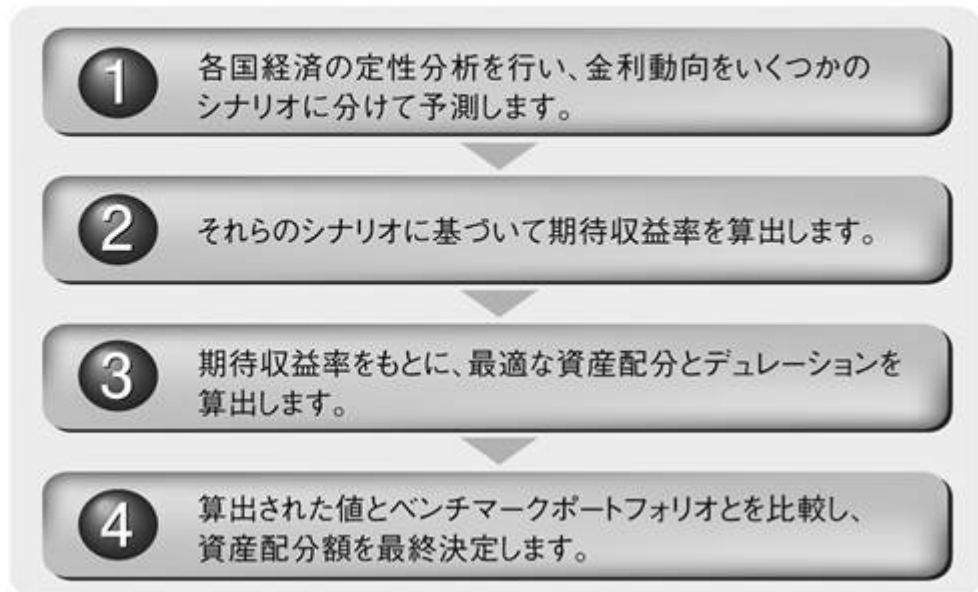 1
各国経済の定性分析を行い、金利動向をいくつかの
シナリオに分けて予測します。
2
それらのシナリオに基づいて期待収益率を算出します。
3
期待収益率をもとに、最適な資産配分とデュレーションを
算出します。
4
算出された値とベンチマークポートフォリオとを比較し、
資産配分額を最終決定します。